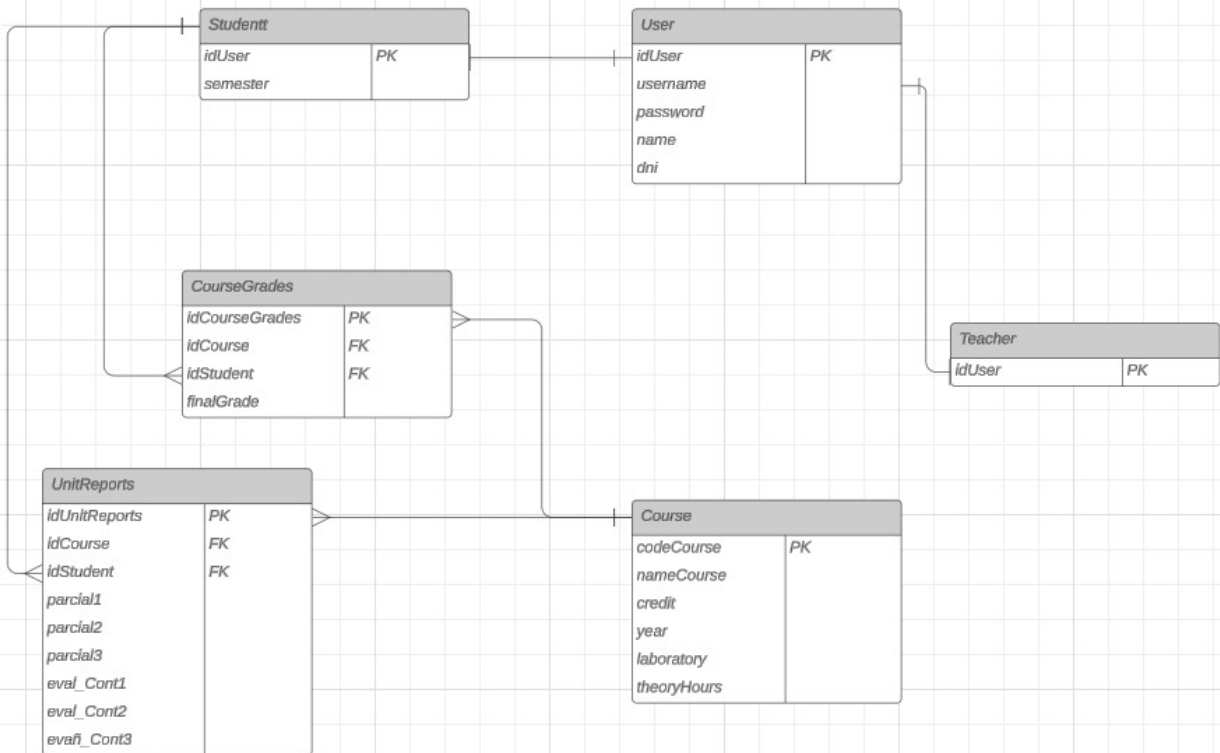 Studentt
idUser PK
semester
User
idUser PK
username
password
name
dni
CourseGrades
idCourseGrades PK
idCourse FK
idStudent FK
finalGrade
Teacher
idUser PK
UnitReports
idUnitReports PK
idCourse FK
idStudent FK
parcial1
parcial2
parcial3
eval_Cont1
eval_Cont2
evañ_Cont3
Course
codeCourse PK
nameCourse
credit
year
laboratory
theoryHours